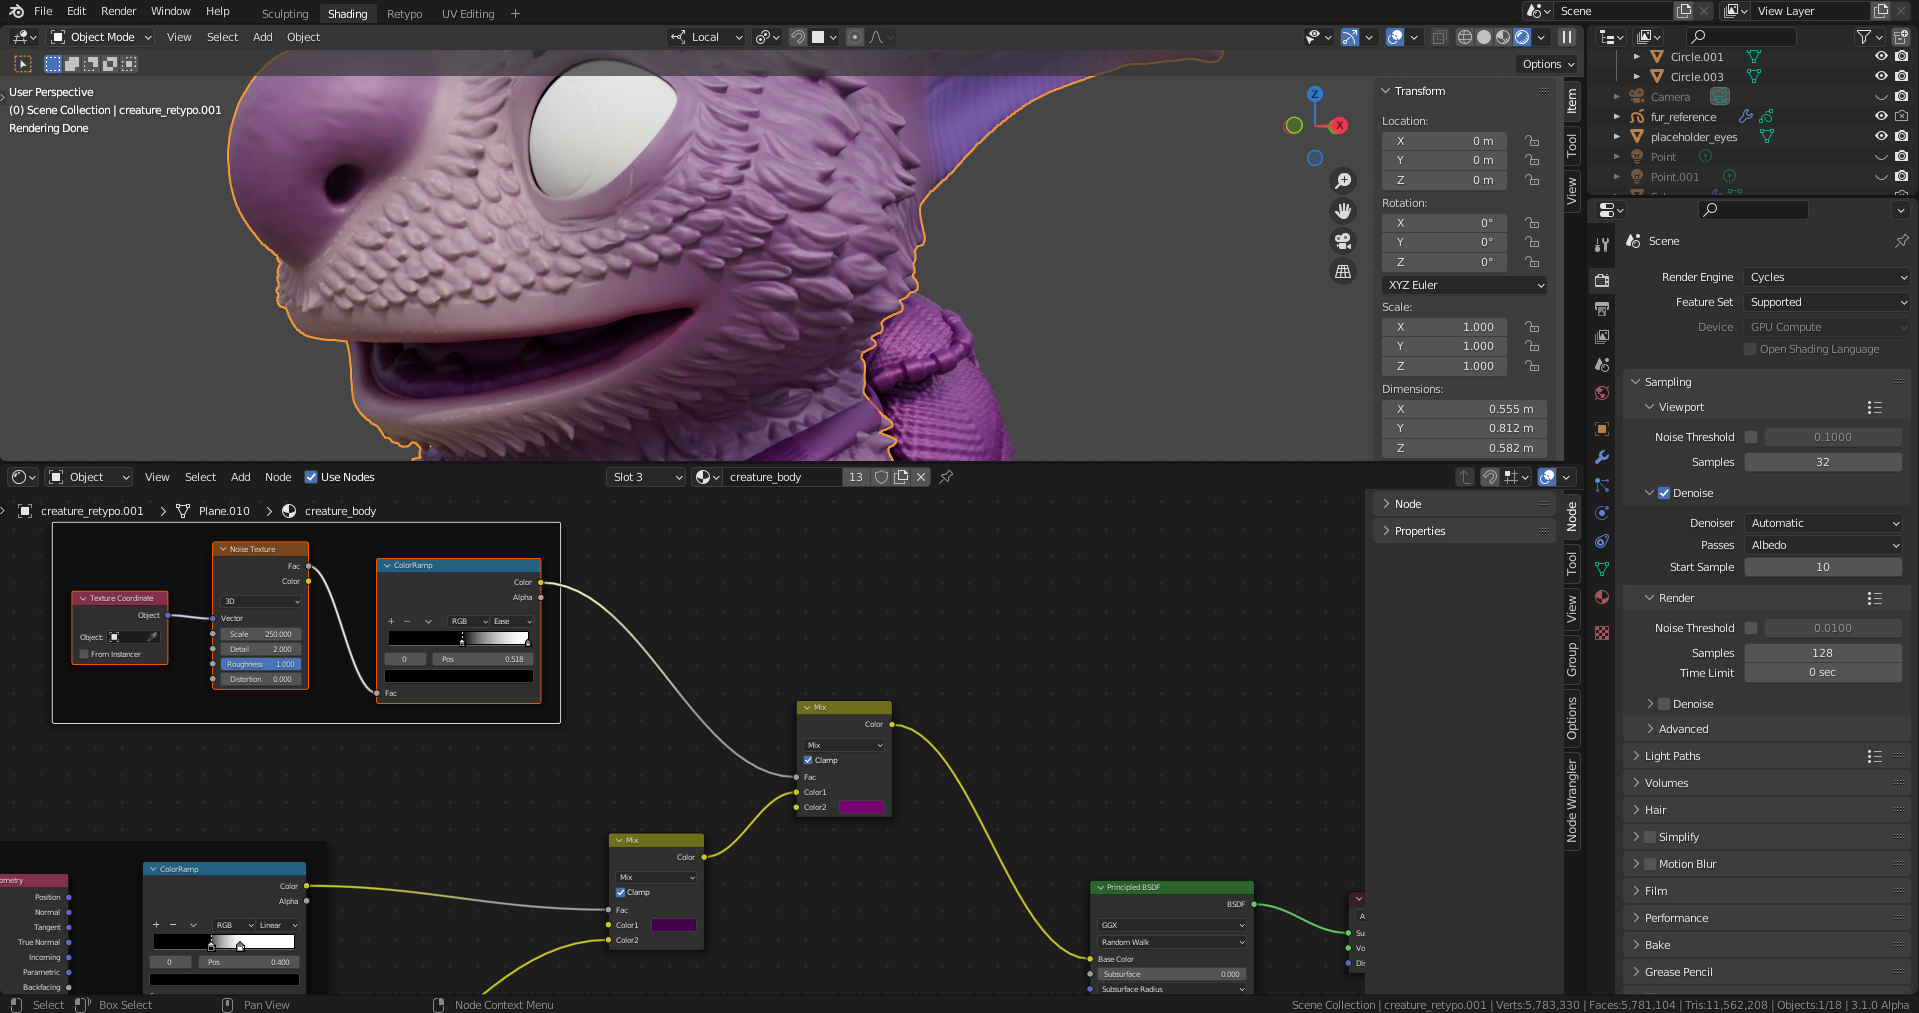 File Edit Render Window Help Sculpting Shading Retypo UV Editing + Scene View Layer
Object Mode View Select Add Object Local
Options
User Perspective
(0) Scene Collection | creature_retypo.001
Rendering Done
Z
X
Transform
Location:
X 0 m
Y 0 m
Z 0 m
Rotation:
X 0°
Y 0°
Z 0°
XYZ Euler
Scale:
X 1.000
Y 1.000
Z 1.000
Dimensions:
X 0.555 m
Y 0.812 m
Z 0.582 m
Item
Tool
View
Circle.001
Circle.003
Camera
fur_reference
placeholder_eyes
Point
Point.001
Scene
Render Engine Cycles
Feature Set Supported
Device GPU Compute
Open Shading Language
Sampling
Viewport
Noise Threshold 0.1000
Samples 32
Denoise
Denoiser Automatic
Passes Albedo
Start Sample 10
Render
Noise Threshold 0.0100
Samples 128
Time Limit 0 sec
Denoise
Advanced
Light Paths
Volumes
Hair
Simplify
Motion Blur
Film
Performance
Bake
Grease Pencil
Object View Select Add Node Use Nodes Slot 3 creature_body 13
creature_retypo.001 > Plane.010 > creature_body
Node
Properties
Node
Tool
View
Group
Options
Node Wrangler
Texture Coordinate
Object
Object:
From Instancer
Noise Texture
Fac
Color
3D
Vector
Scale 250.000
Detail 2.000
Roughness 1.000
Distortion 0.000
ColorRamp
Color
Alpha
+ − RGB Ease
0 Pos 0.518
Fac
Mix
Color
Mix
Clamp
Fac
Color1
Color2
Mix
Color
Mix
Clamp
Fac
Color1
Color2
ometry
Position
Normal
Tangent
True Normal
Incoming
Parametric
Backfacing
ColorRamp
Color
Alpha
+ − RGB Linear
0 Pos 0.400
Principled BSDF
BSDF
GGX
Random Walk
Base Color
Subsurface 0.000
Subsurface Radius
A
Su
Vo
Dis
Select Box Select Pan View Node Context Menu Scene Collection | creature_retypo.001 | Verts:5,783,330 | Faces:5,781,104 | Tris:11,562,208 | Objects:1/18 | 3.1.0 Alpha